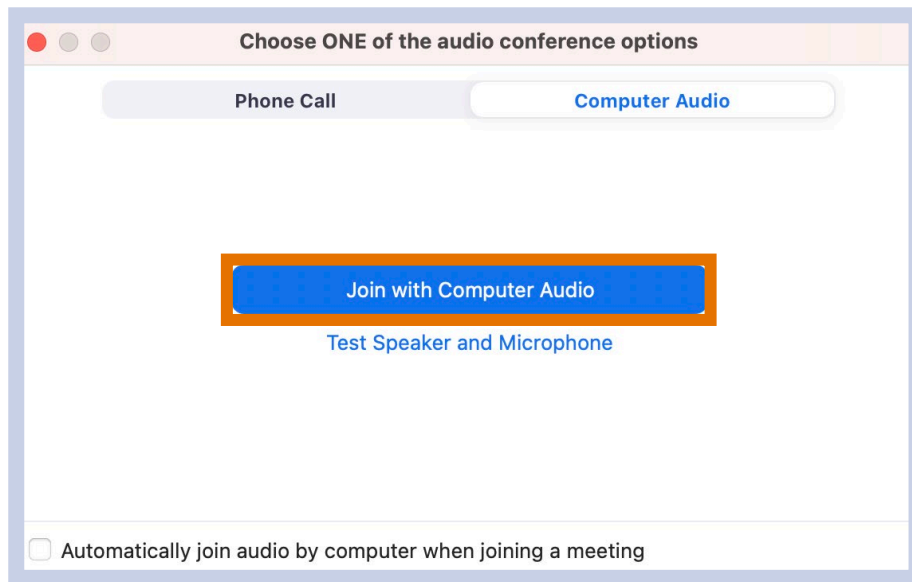 Choose ONE of the audio conference options
Phone Call
Computer Audio
Join with Computer Audio
Test Speaker and Microphone
Automatically join audio by computer when joining a meeting